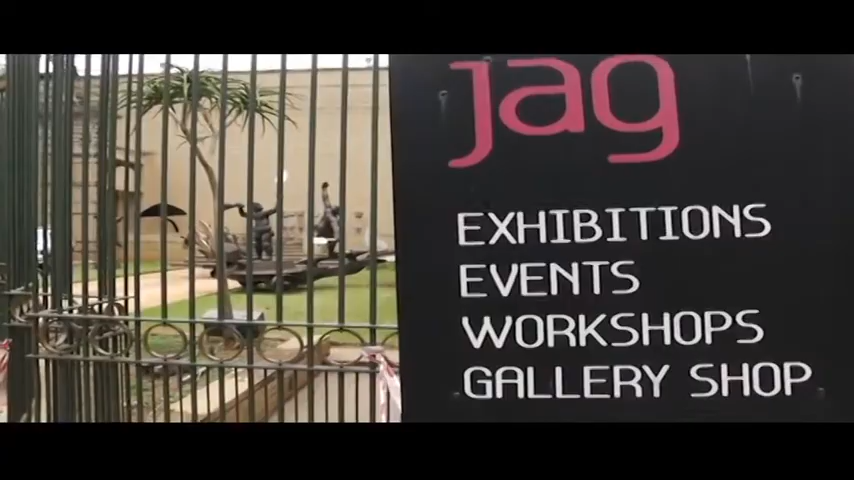 jag
EXHIBITIONS
EVENTS
WORKSHOPS
GALLERY SHOP